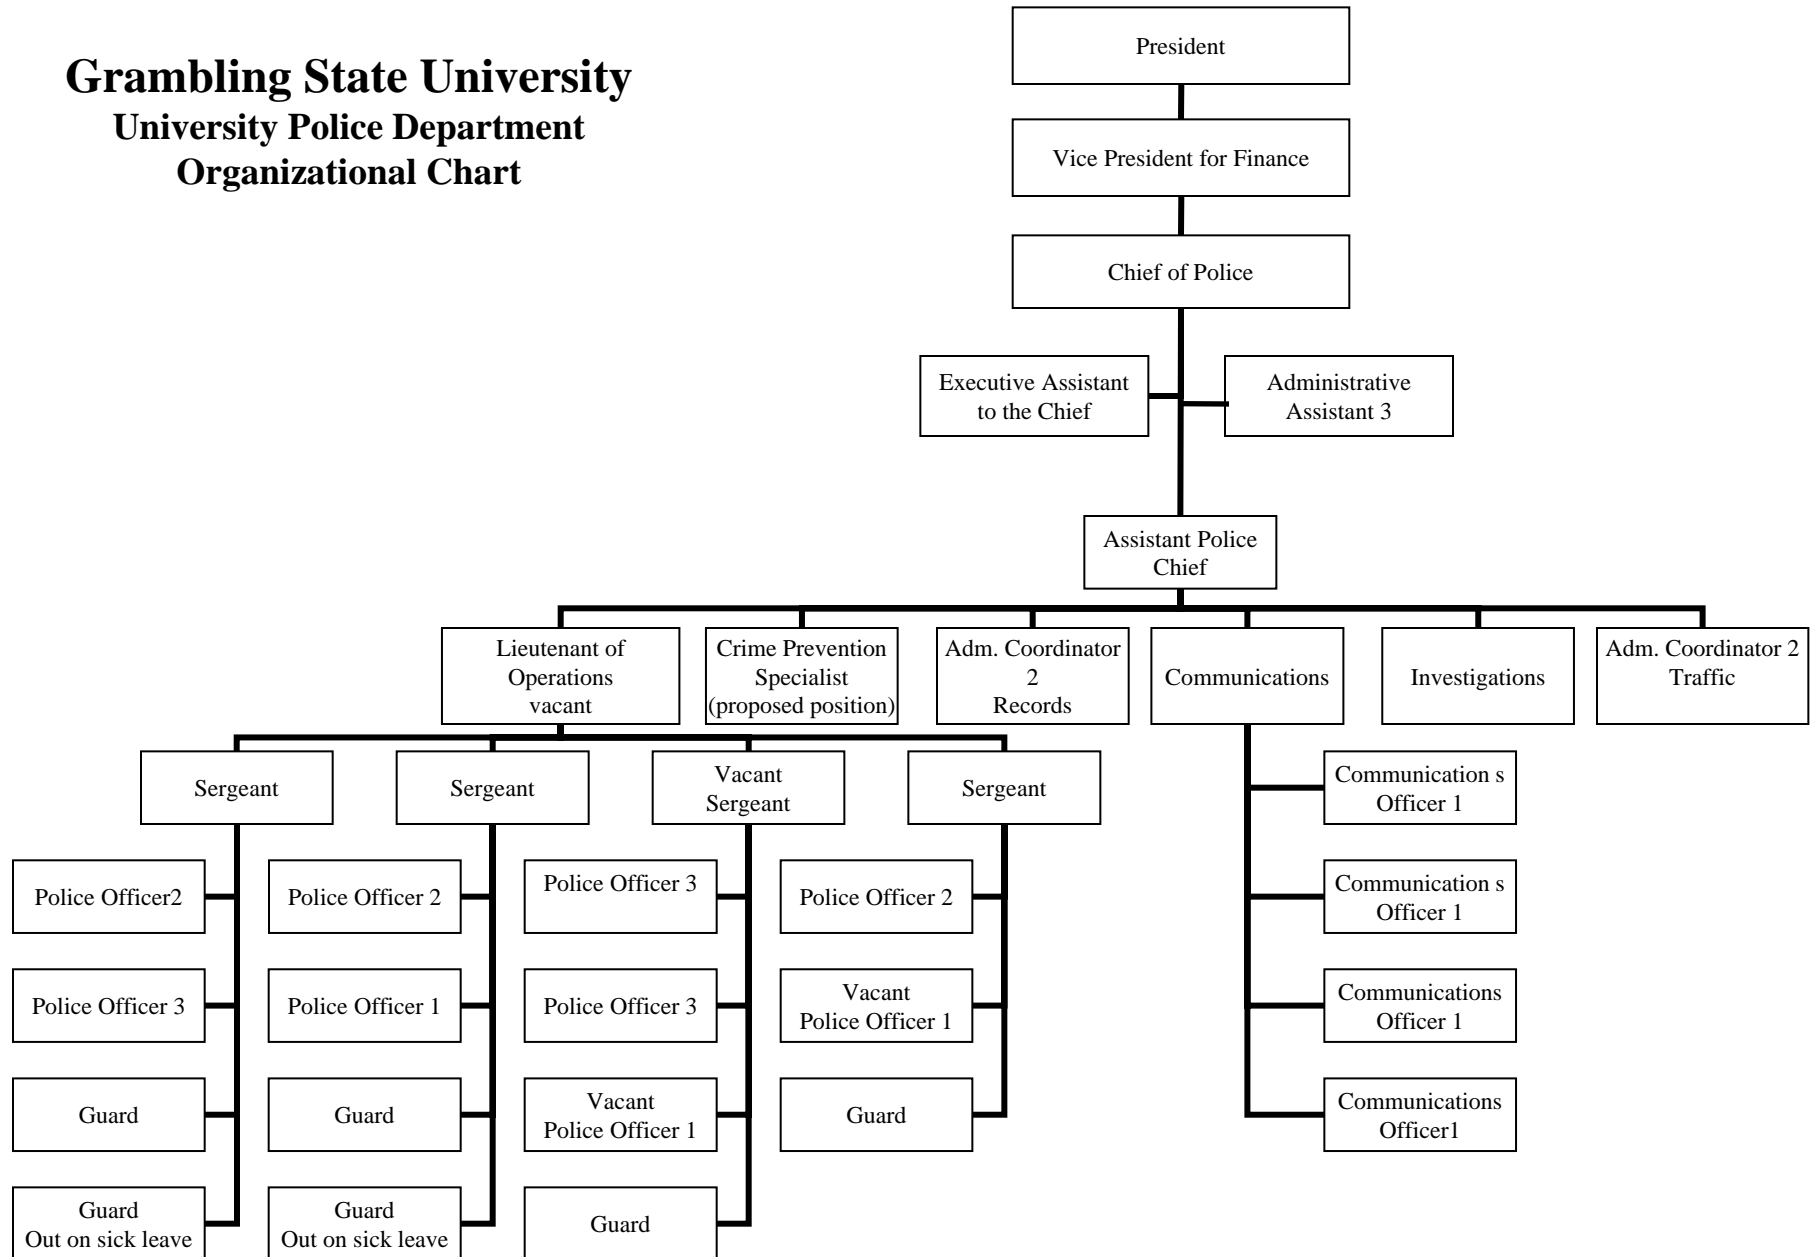 Grambling State University
University Police Department
Organizational Chart
President
Vice President for Finance
Chief of Police
Executive Assistant
to the Chief
Administrative
Assistant 3
Assistant Police
Chief
Lieutenant of
Operations
vacant
Crime Prevention
Specialist
(proposed position)
Adm. Coordinator
2
Records
Communications
Investigations
Adm. Coordinator 2
Traffic
Sergeant
Sergeant
Vacant
Sergeant
Sergeant
Communication s
Officer 1
Police Officer2
Police Officer 2
Police Officer 3
Police Officer 2
Communication s
Officer 1
Police Officer 3
Police Officer 1
Police Officer 3
Vacant
Police Officer 1
Communications
Officer 1
Guard
Guard
Vacant
Police Officer 1
Guard
Communications
Officer1
Guard
Out on sick leave
Guard
Out on sick leave
Guard